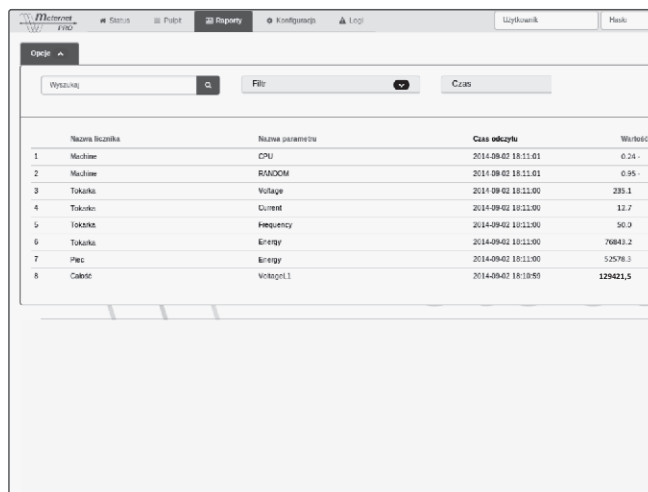 Meternet PRO Status Pulpit Raporty Konfiguracja Logi Użytkownik Hasło
Opcje
Wyszukaj Filtr Czas
Nazwa licznika Nazwa parametru Czas odczytu Wartość
1 Machine CPU 2014-09-02 18:11:01 0.24 -
2 Machine RANDOM 2014-09-02 18:11:01 0.95 -
3 Tokarka Voltage 2014-09-02 18:11:00 235.1
4 Tokarka Current 2014-09-02 18:11:00 12.7
5 Tokarka Frequency 2014-09-02 18:11:00 50.0
6 Tokarka Energy 2014-09-02 18:11:00 76843.2
7 Piec Energy 2014-09-02 18:11:00 52578.3
8 Całość VoltageL1 2014-09-02 18:10:59 129421,5